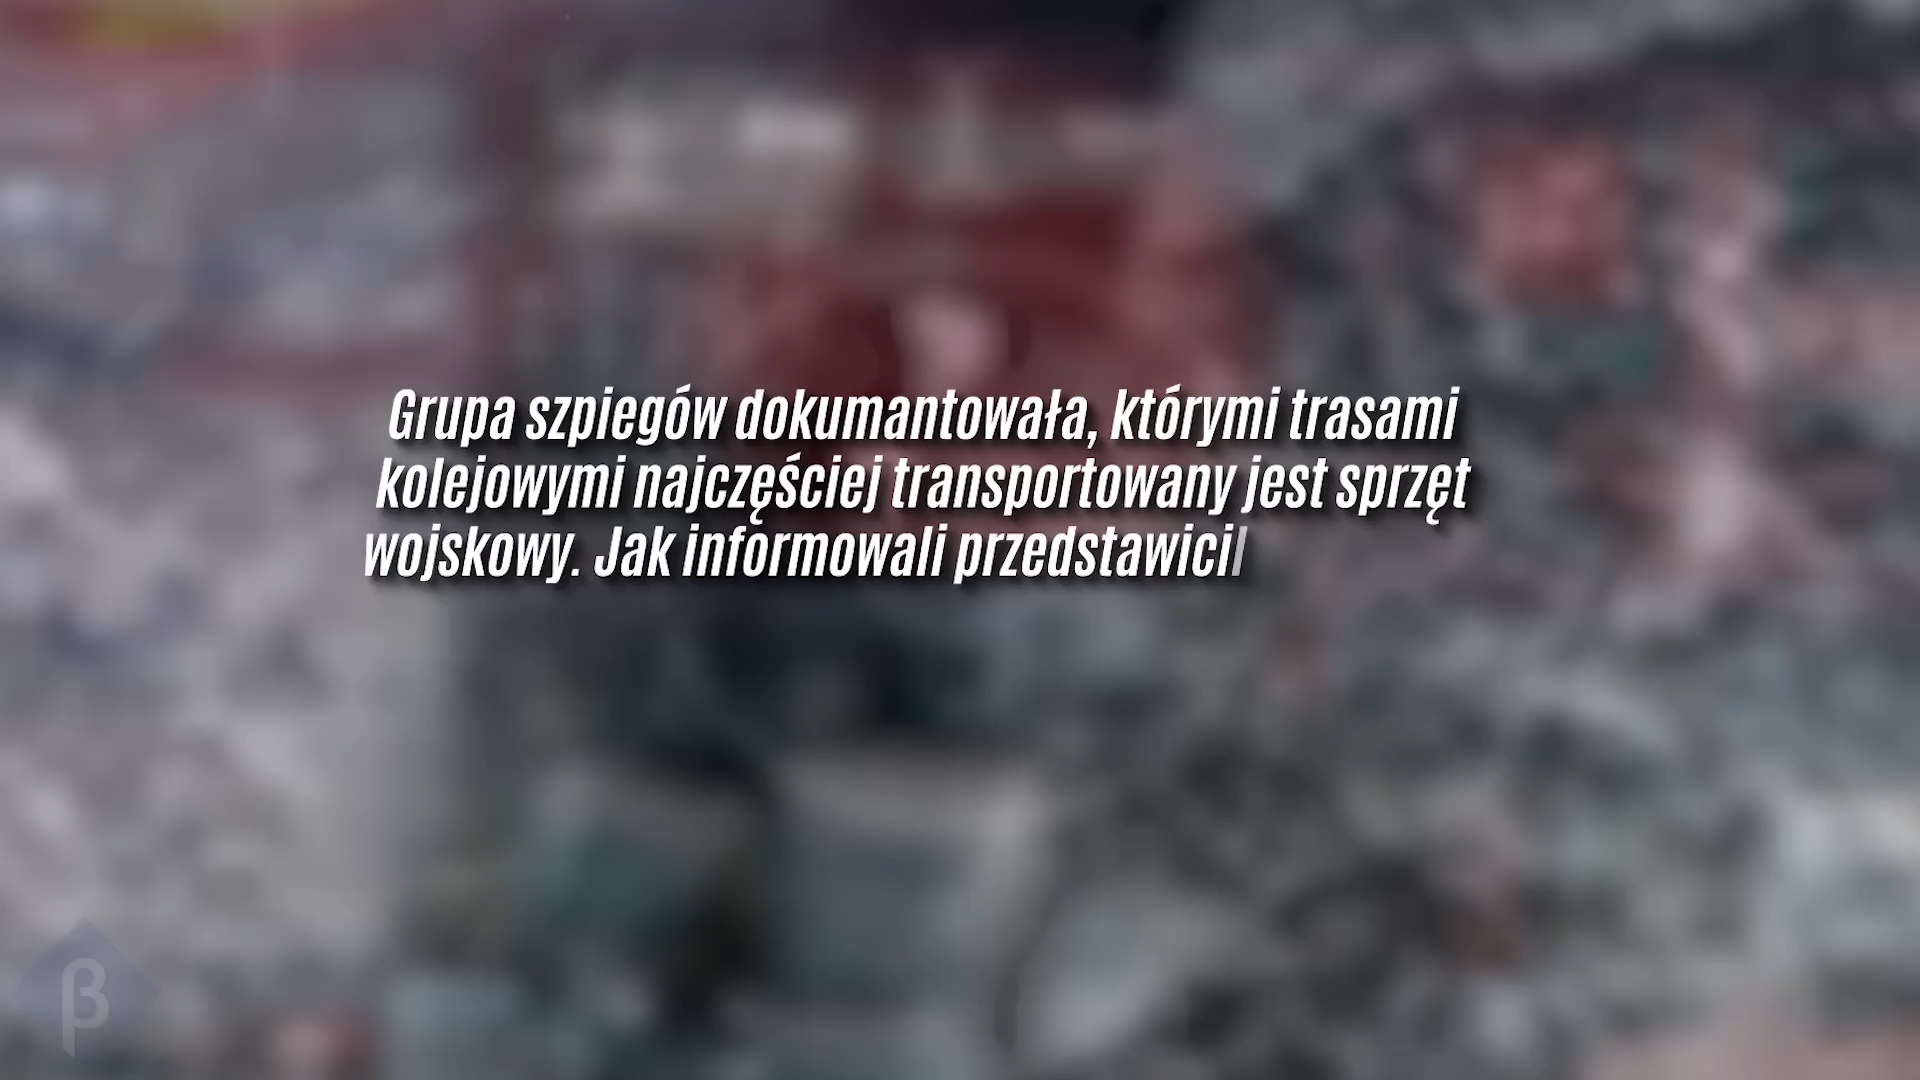 Grupa szpiegów dokumantowała, którymi trasami
kolejowymi najczęściej transportowany jest sprzęt
wojskowy. Jak informowali przedstawicil
β